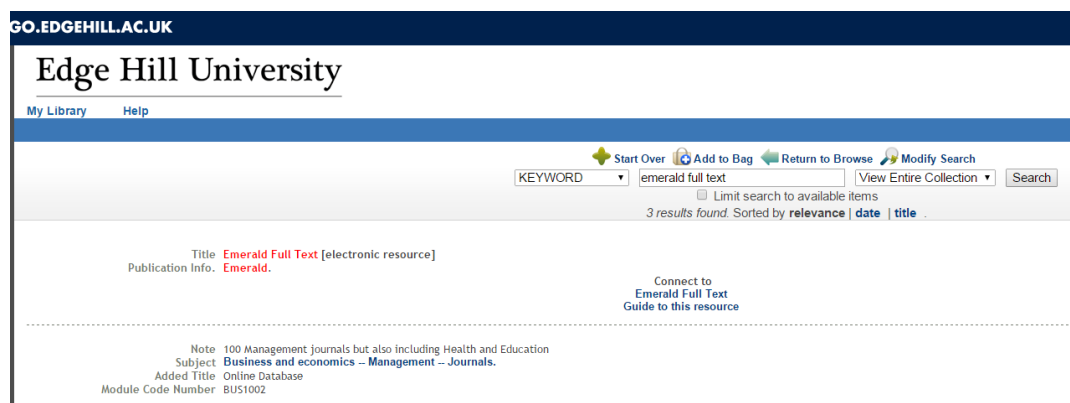 GO.EDGEHILL.AC.UK
Edge Hill University
My Library Help
Start Over Add to Bag Return to Browse Modify Search
KEYWORD emerald full text View Entire Collection Search
Limit search to available items
3 results found. Sorted by relevance | date | title .
Title Emerald Full Text [electronic resource]
Publication Info. Emerald.
Connect to
Emerald Full Text
Guide to this resource
Note 100 Management journals but also including Health and Education
Subject Business and economics -- Management -- Journals.
Added Title Online Database
Module Code Number BUS1002